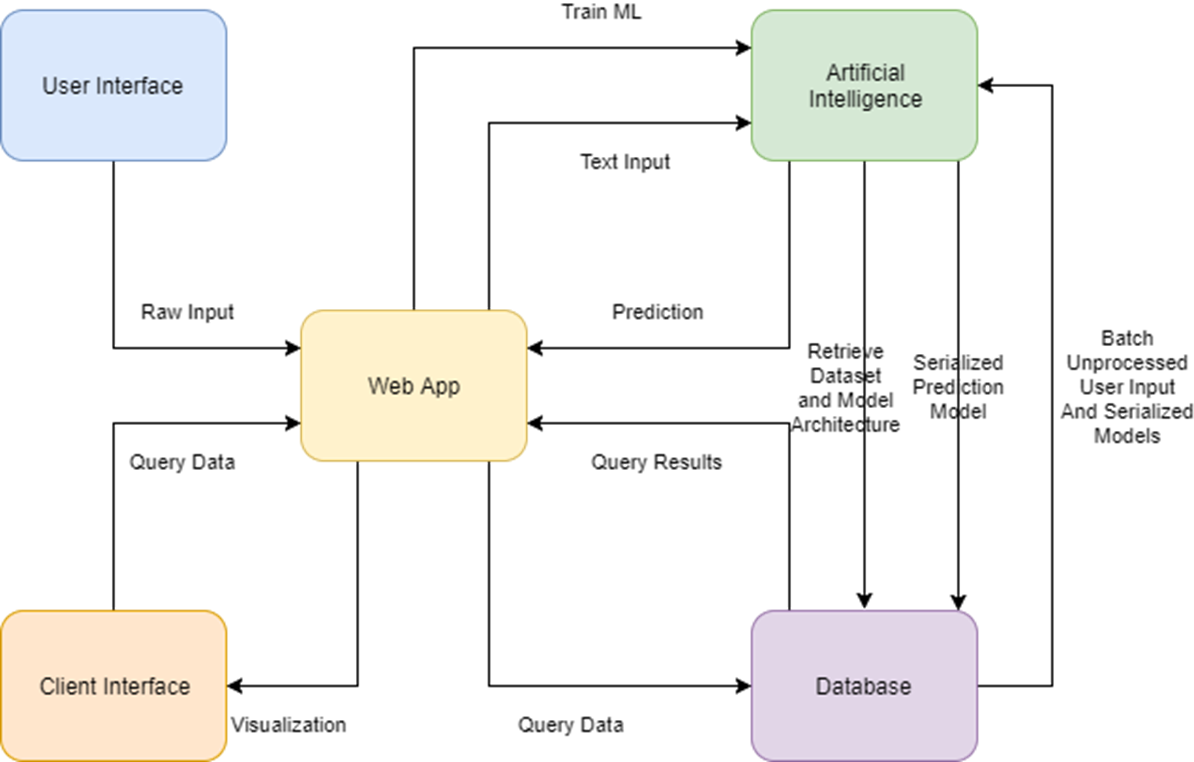 Train ML
User Interface
Artificial
Intelligence
Text Input
Raw Input
Prediction
Web App
Retrieve
Dataset
and Model
Architecture
Serialized
Prediction
Model
Batch
Unprocessed
User Input
And Serialized
Models
Query Data
Query Results
Client Interface
Database
Visualization
Query Data